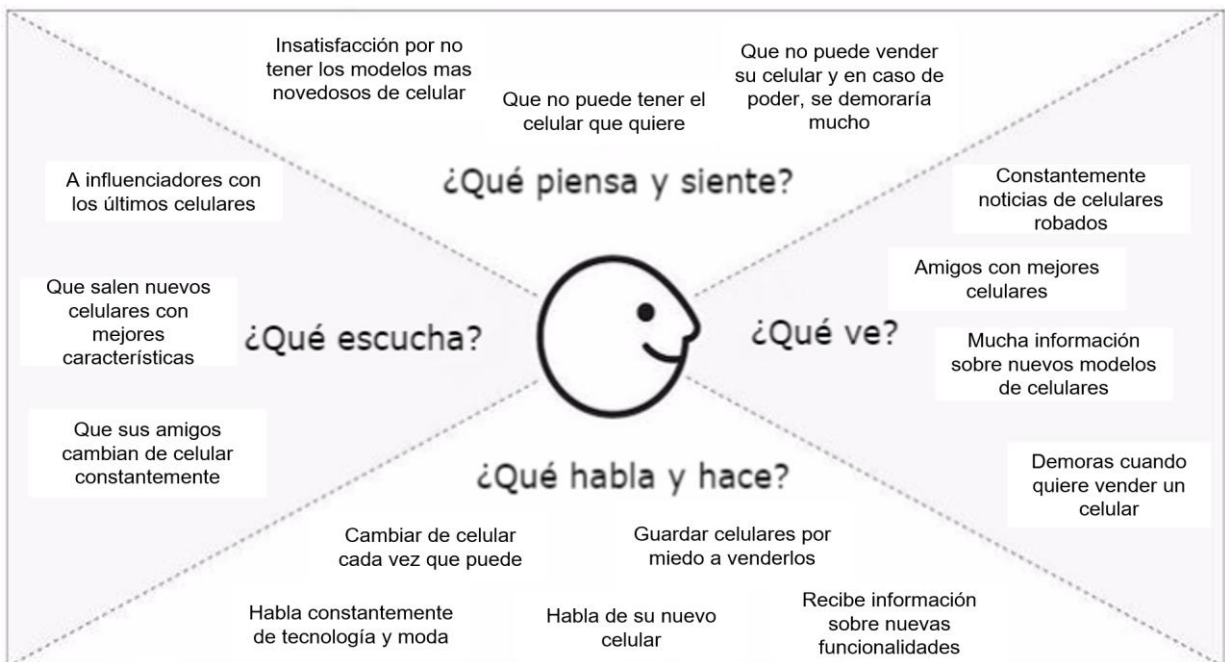 Insatisfacción por no
tener los modelos mas
novedosos de celular
Que no puede tener el
celular que quiere
Que no puede vender
su celular y en caso de
poder, se demoraría
mucho
¿Qué piensa y siente?
A influenciadores con
los últimos celulares
Que salen nuevos
celulares con
mejores
características
Que sus amigos
cambian de celular
constantemente
¿Qué escucha?
¿Qué ve?
Constantemente
noticias de celulares
robados
Amigos con mejores
celulares
Mucha información
sobre nuevos modelos
de celulares
Demoras cuando
quiere vender un
celular
¿Qué habla y hace?
Cambiar de celular
cada vez que puede
Guardar celulares por
miedo a venderlos
Habla constantemente
de tecnología y moda
Habla de su nuevo
celular
Recibe información
sobre nuevas
funcionalidades